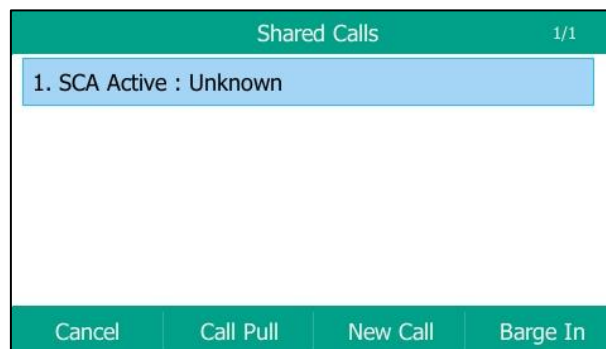 Shared Calls 1/1
1. SCA Active : Unknown
Cancel Call Pull New Call Barge In